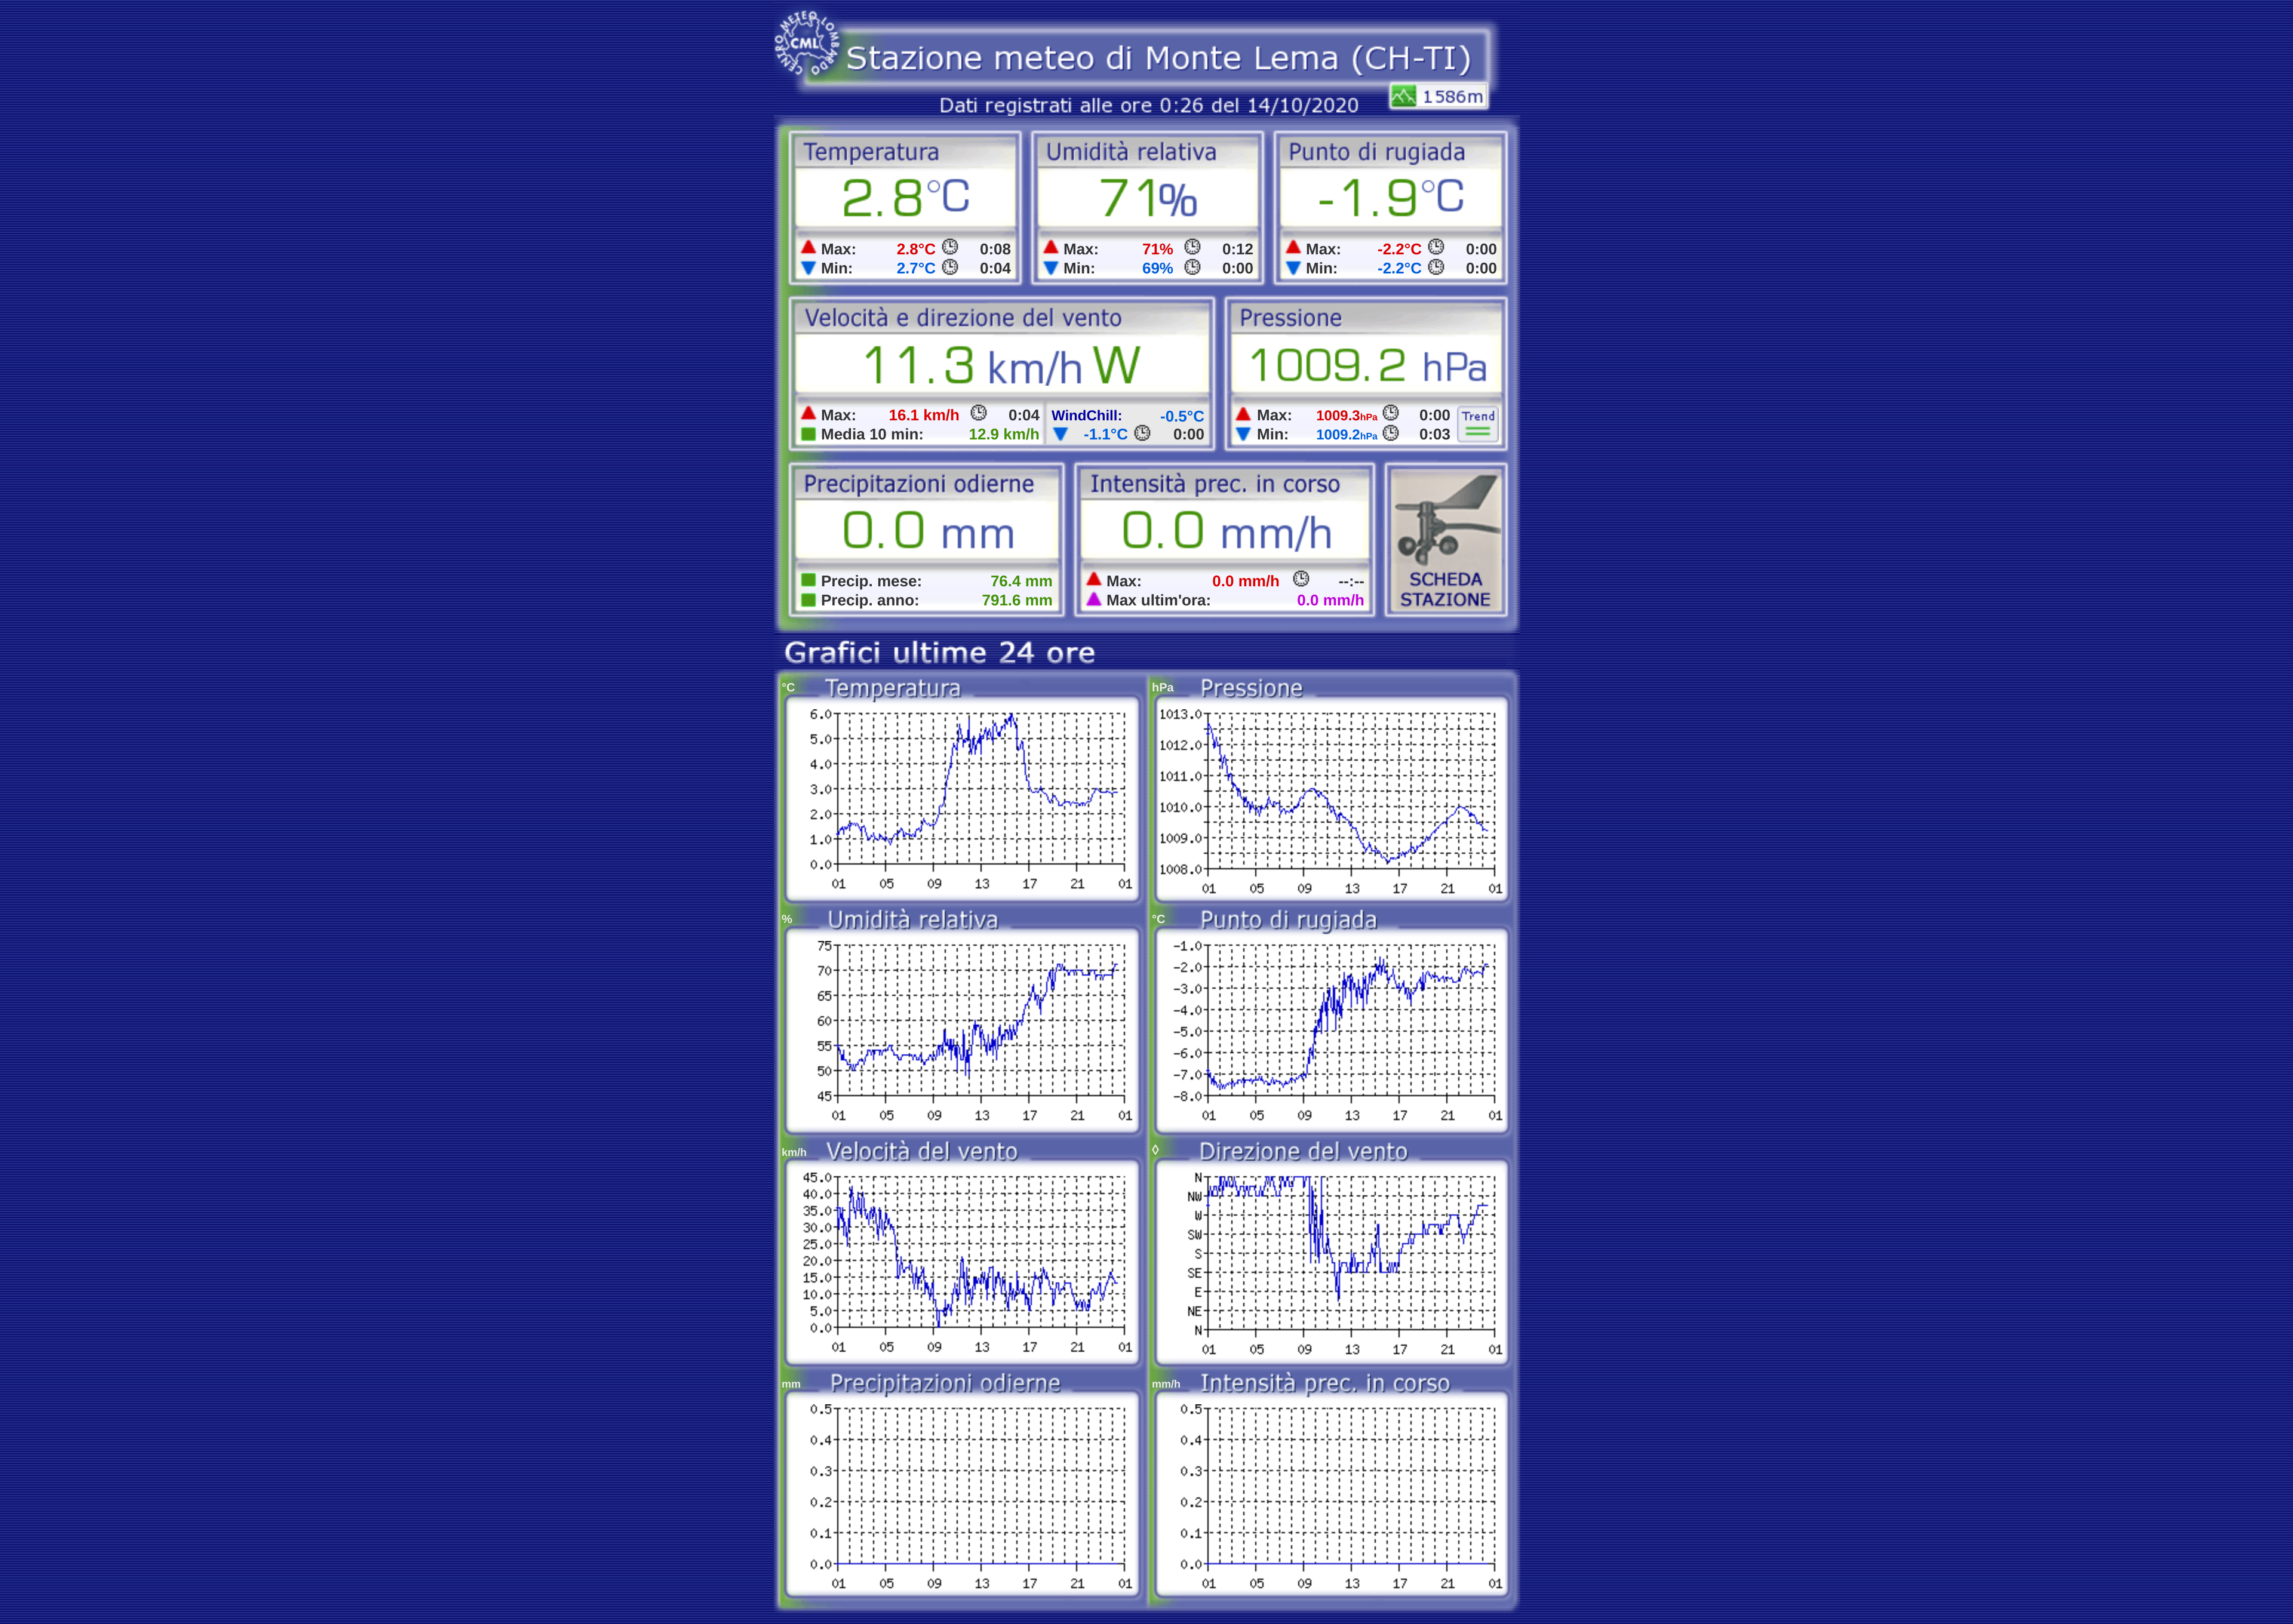 CENTRO METEO LOMBARDO
CML
Stazione meteo di Monte Lema (CH-TI)
1586m
Dati registrati alle ore 0:26 del 14/10/2020
Temperatura
2.8°C
Max: 2.8°C 0:08
Min: 2.7°C 0:04
Umidità relativa
71%
Max: 71% 0:12
Min: 69% 0:00
Punto di rugiada
-1.9°C
Max: -2.2°C 0:00
Min: -2.2°C 0:00
Velocità e direzione del vento
11.3 km/h W
Max: 16.1 km/h 0:04
Media 10 min: 12.9 km/h
WindChill: -0.5°C
-1.1°C 0:00
Pressione
1009.2 hPa
Max: 1009.3hPa 0:00
Min: 1009.2hPa 0:03
Trend
Precipitazioni odierne
0.0 mm
Precip. mese: 76.4 mm
Precip. anno: 791.6 mm
Intensità prec. in corso
0.0 mm/h
Max: 0.0 mm/h --:--
Max ultim'ora: 0.0 mm/h
SCHEDA
STAZIONE
Grafici ultime 24 ore
°C Temperatura
6.0
5.0
4.0
3.0
2.0
1.0
0.0
01 05 09 13 17 21 01
hPa Pressione
1013.0
1012.0
1011.0
1010.0
1009.0
1008.0
01 05 09 13 17 21 01
% Umidità relativa
75
70
65
60
55
50
45
01 05 09 13 17 21 01
°C Punto di rugiada
-1.0
-2.0
-3.0
-4.0
-5.0
-6.0
-7.0
-8.0
01 05 09 13 17 21 01
km/h Velocità del vento
45.0
40.0
35.0
30.0
25.0
20.0
15.0
10.0
5.0
0.0
01 05 09 13 17 21 01
◊ Direzione del vento
N
NW
W
SW
S
SE
E
NE
N
01 05 09 13 17 21 01
mm Precipitazioni odierne
0.5
0.4
0.3
0.2
0.1
0.0
01 05 09 13 17 21 01
mm/h Intensità prec. in corso
0.5
0.4
0.3
0.2
0.1
0.0
01 05 09 13 17 21 01